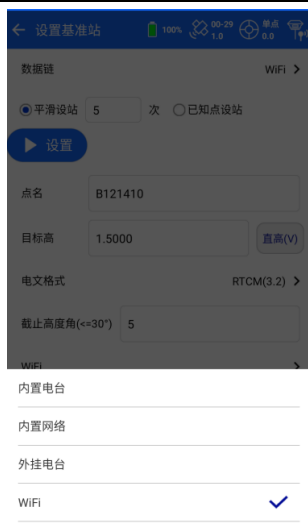 设置基准站 100% 00-29 1.0 单点 0.0
数据链 WiFi
平滑设站 5 次 已知点设站
设置
点名 B121410
目标高 1.5000 直高(V)
电文格式 RTCM(3.2)
截止高度角(<=30°) 5
WiFi
内置电台
内置网络
外挂电台
WiFi